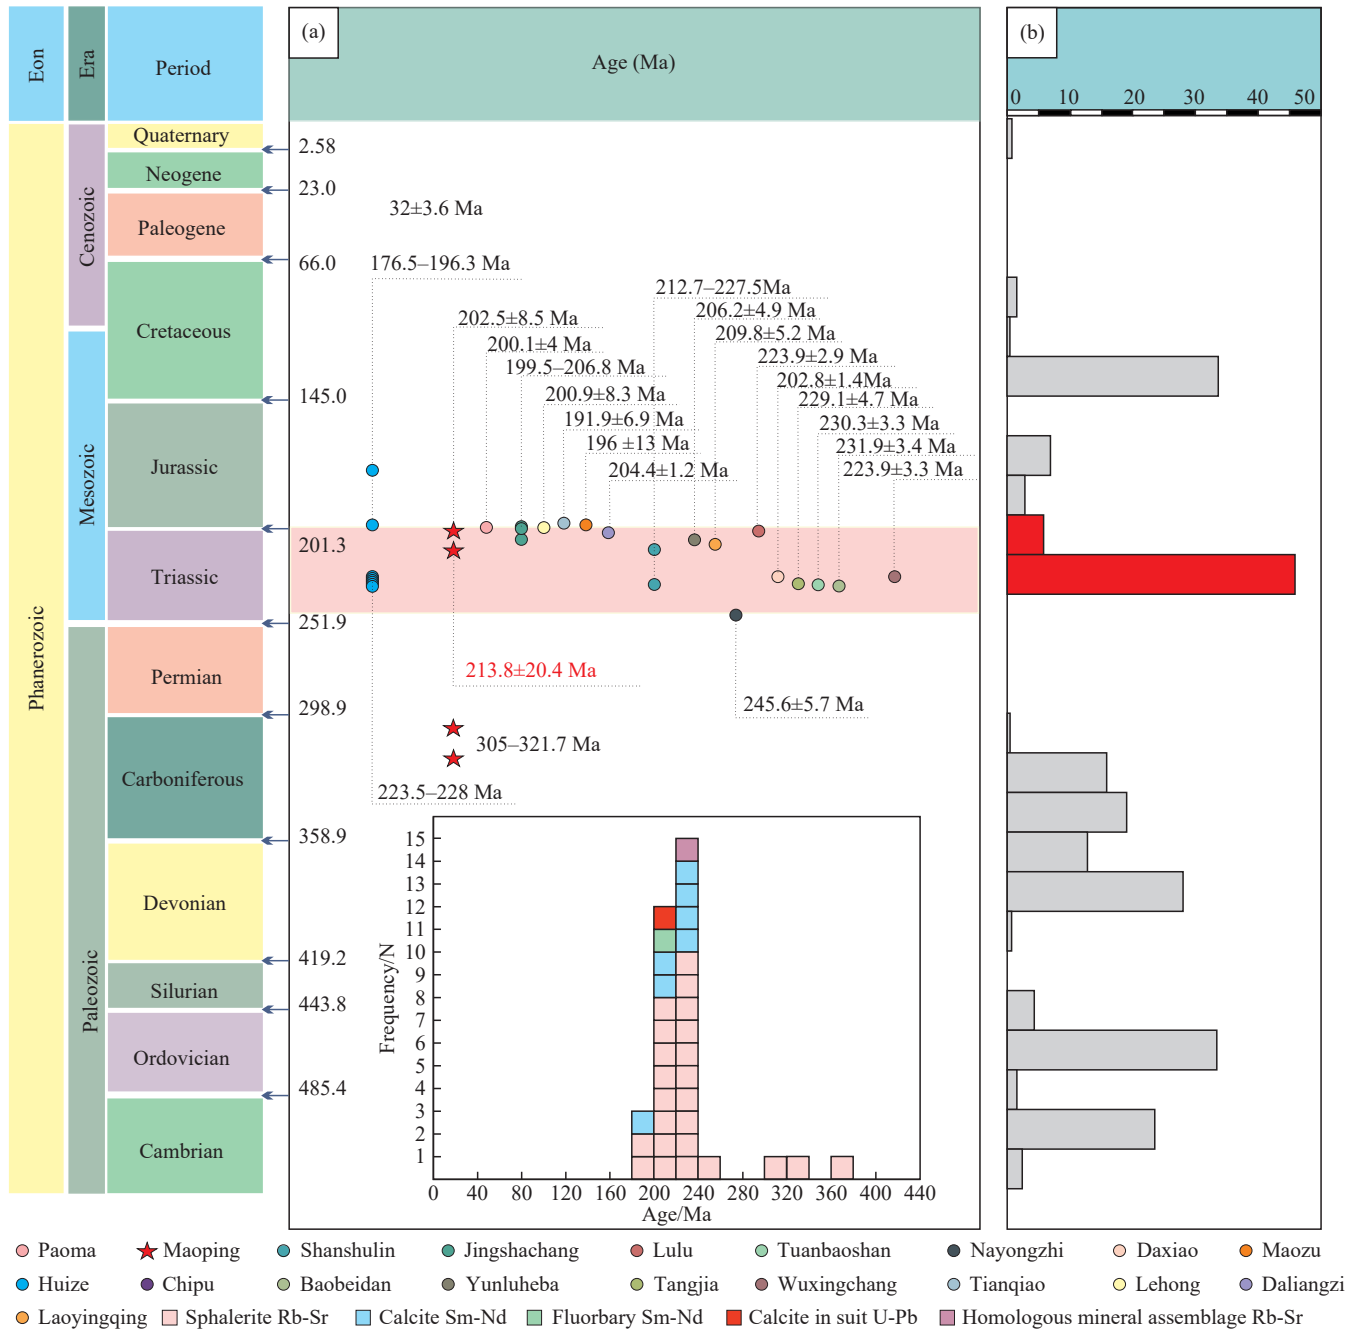 Eon
Era
Period
(a)
Age (Ma)
(b)
0 10 20 30 40 50
Phanerozoic
Cenozoic
Mesozoic
Paleozoic
Quaternary
2.58
Neogene
23.0
Paleogene
66.0
Cretaceous
145.0
Jurassic
201.3
Triassic
251.9
Permian
298.9
Carboniferous
358.9
Devonian
419.2
Silurian
443.8
Ordovician
485.4
Cambrian
32±3.6 Ma
176.5–196.3 Ma
212.7–227.5Ma
206.2±4.9 Ma
202.5±8.5 Ma
209.8±5.2 Ma
200.1±4 Ma
223.9±2.9 Ma
199.5–206.8 Ma
202.8±1.4Ma
200.9±8.3 Ma
229.1±4.7 Ma
191.9±6.9 Ma
230.3±3.3 Ma
196 ±13 Ma
231.9±3.4 Ma
204.4±1.2 Ma
223.9±3.3 Ma
213.8±20.4 Ma
245.6±5.7 Ma
305–321.7 Ma
223.5–228 Ma
Frequency/N
15
14
13
12
11
10
9
8
7
6
5
4
3
2
1
0 40 80 120 160 200 240 280 320 360 400 440
Age/Ma
Paoma Maoping Shanshulin Jingshachang Lulu Tuanbaoshan Nayongzhi Daxiao Maozu
Huize Chipu Baobeidan Yunluheba Tangjia Wuxingchang Tianqiao Lehong Daliangzi
Laoyingqing Sphalerite Rb-Sr Calcite Sm-Nd Fluorbary Sm-Nd Calcite in suit U-Pb Homologous mineral assemblage Rb-Sr